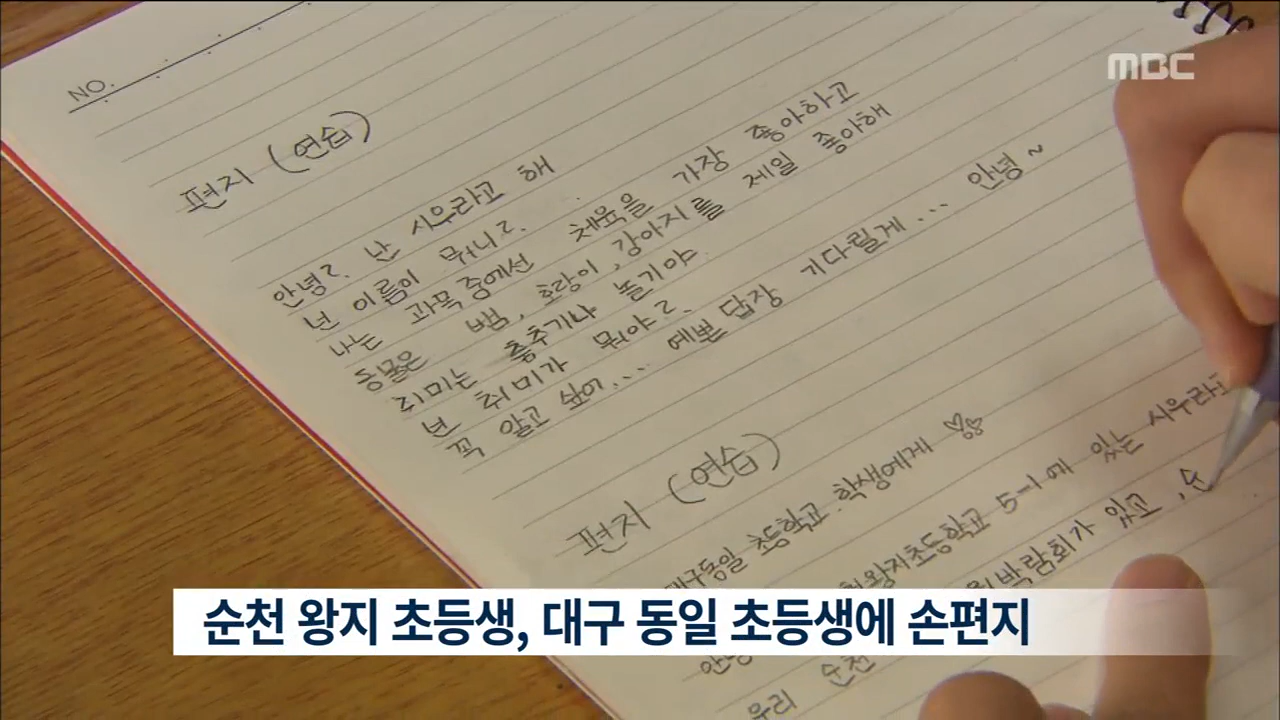 MBC
NO.
편지 (연습)
안녕?. 난 시우라고 해
넌 이름이 뭐니?.
나는 과목중에선 체육을 가장 좋아하고
동물은 뱀, 호랑이, 강아지를 제일 좋아해
취미는 춤추기나 놀기야.
넌 취미가 뭐야?.
꼭 알고 싶어.... 예쁜 답장 기다릴게... 안녕~
편지 (연습)
대구동일 초등학교 학생에게 ♡
왕지초등학교 5-1에 있는 시우라고
우리 순천 박람회가 있고, 순
순천 왕지 초등생, 대구 동일 초등생에 손편지